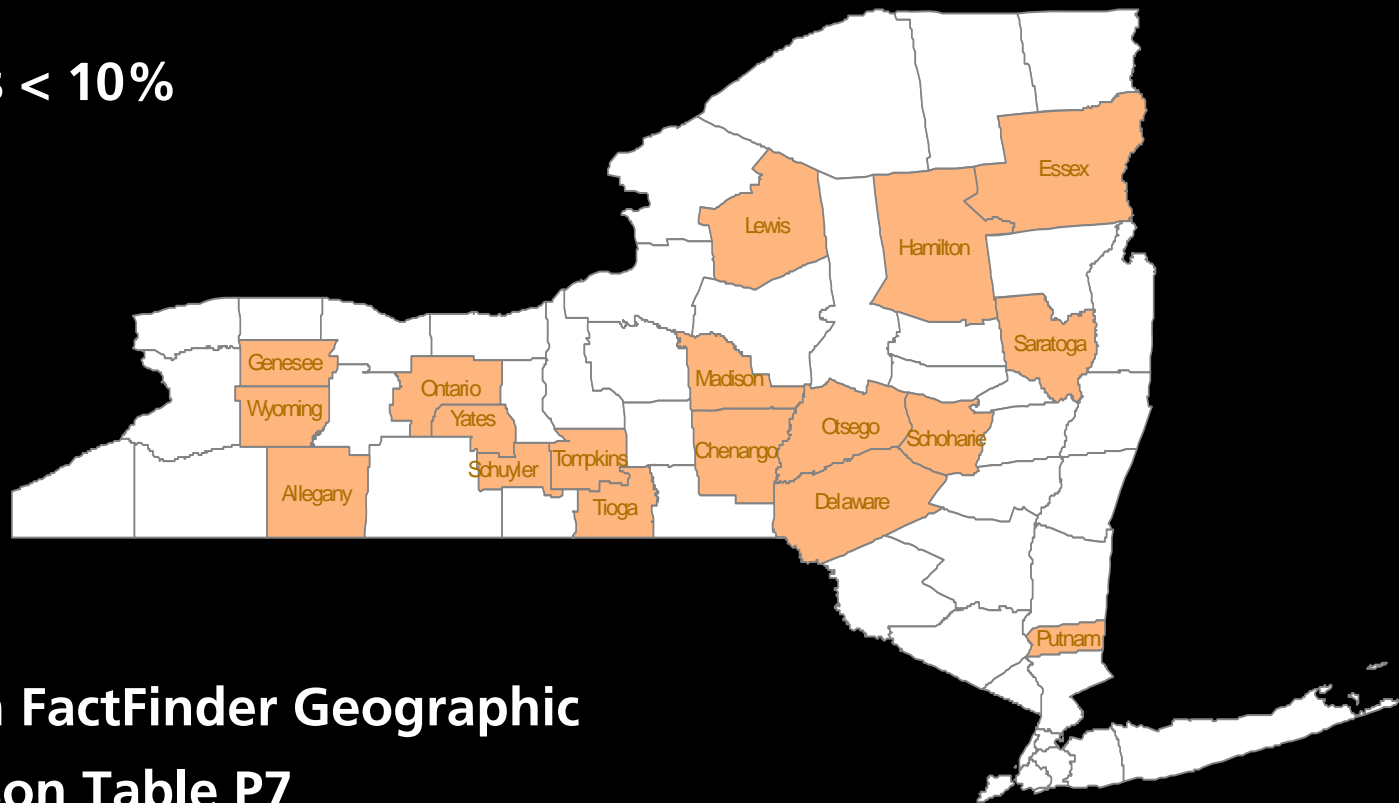 < 10%
Essex
Lewis
Hamilton
Saratoga
Genesee
Madison
Ontario
Wyoming
Yates
Otsego
Schoharie
Chenango
Tompkins
Schuyler
Allegany
Delaware
Tioga
Putnam
FactFinder Geographic
Table P7